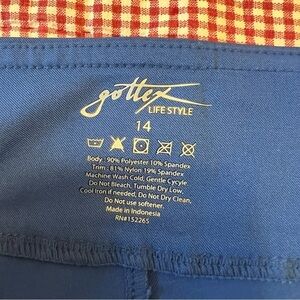 gottex
LIFE STYLE
14
Body : 90% Polyester 10% Spandex
Trim : 81% Nylon 19% Spandex
Machine Wash Cold, Gentle Cycyle.
Do Not Bleach, Tumble Dry Low,
Cool Iron if needed, Do Not Dry Clean,
Do Not use softener.
Made in Indonesia
RN#152265